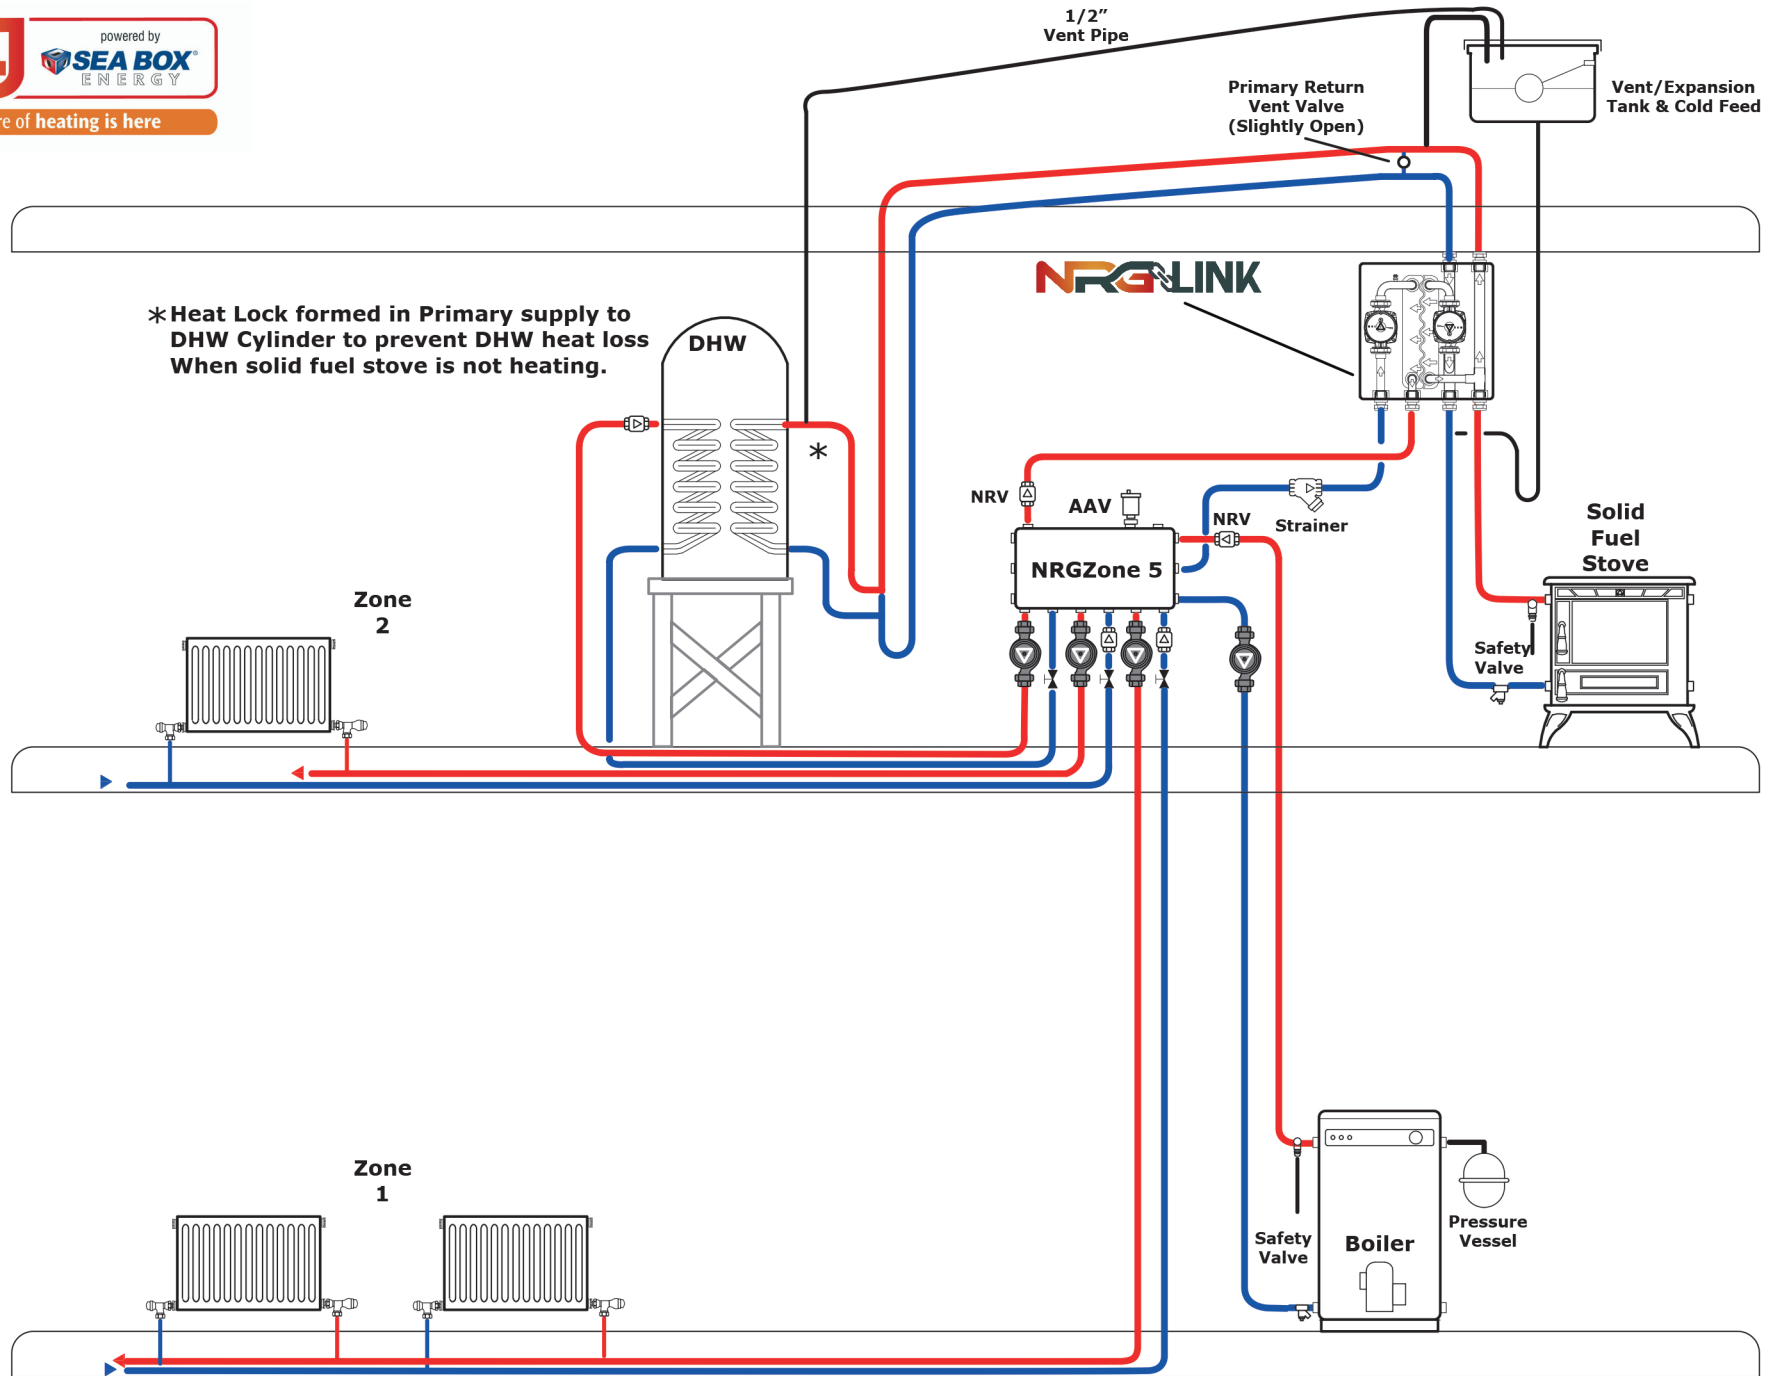 powered by
SEA BOX
ENERGY
re of heating is here
1/2”
Vent Pipe
Primary Return
Vent Valve
(Slightly Open)
Vent/Expansion
Tank & Cold Feed
NRG LINK
*Heat Lock formed in Primary supply to
DHW Cylinder to prevent DHW heat loss
When solid fuel stove is not heating.
DHW
*
NRV
AAV
NRV
Strainer
Solid
Fuel
Stove
NRGZone 5
Zone
2
Safety
Valve
Zone
1
Safety
Valve
Boiler
Pressure
Vessel